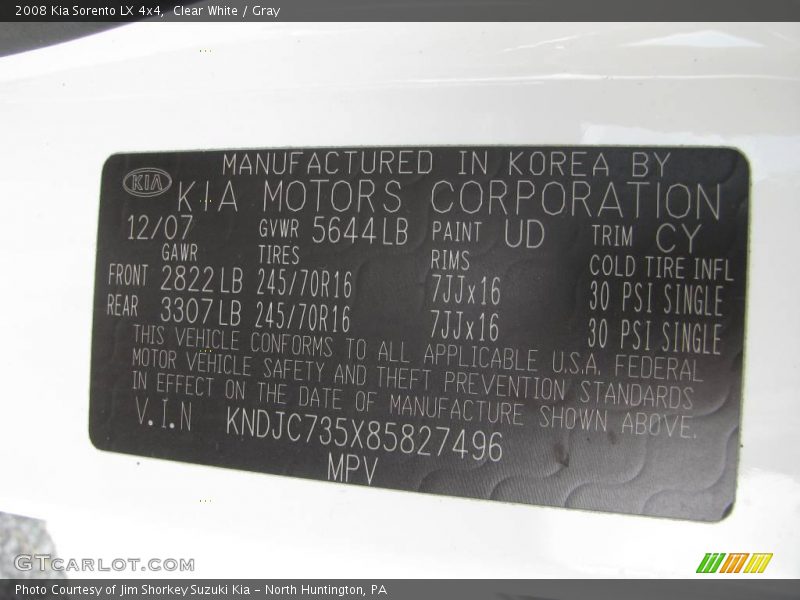 2008 Kia Sorento LX 4x4,  Clear White / Gray
MANUFACTURED IN KOREA BY
KIA KIA MOTORS CORPORATION
12/07 GVWR 5644LB PAINT UD TRIM CY
GAWR TIRES RIMS COLD TIRE INFL
FRONT 2822LB 245/70R16 7JJx16 30 PSI SINGLE
REAR 3307LB 245/70R16 7JJx16 30 PSI SINGLE
THIS VEHICLE CONFORMS TO ALL APPLICABLE U.S.A. FEDERAL
MOTOR VEHICLE SAFETY AND THEFT PREVENTION STANDARDS
IN EFFECT ON THE DATE OF MANUFACTURE SHOWN ABOVE.
V.I.N KNDJC735X85827496
MPV
GTCARLOT.COM
Photo Courtesy of Jim Shorkey Suzuki Kia - North Huntington, PA